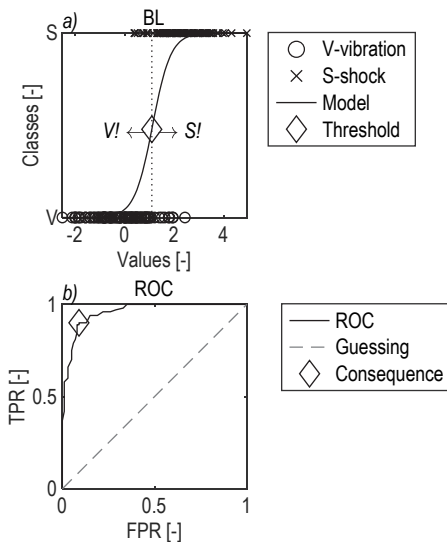 a) BL
S
V
Classes [-]
V! S!
-2 0 2 4
Values [-]
V-vibration
S-shock
Model
Threshold
b) ROC
1
0.5
0
TPR [-]
0 0.5 1
FPR [-]
ROC
Guessing
Consequence